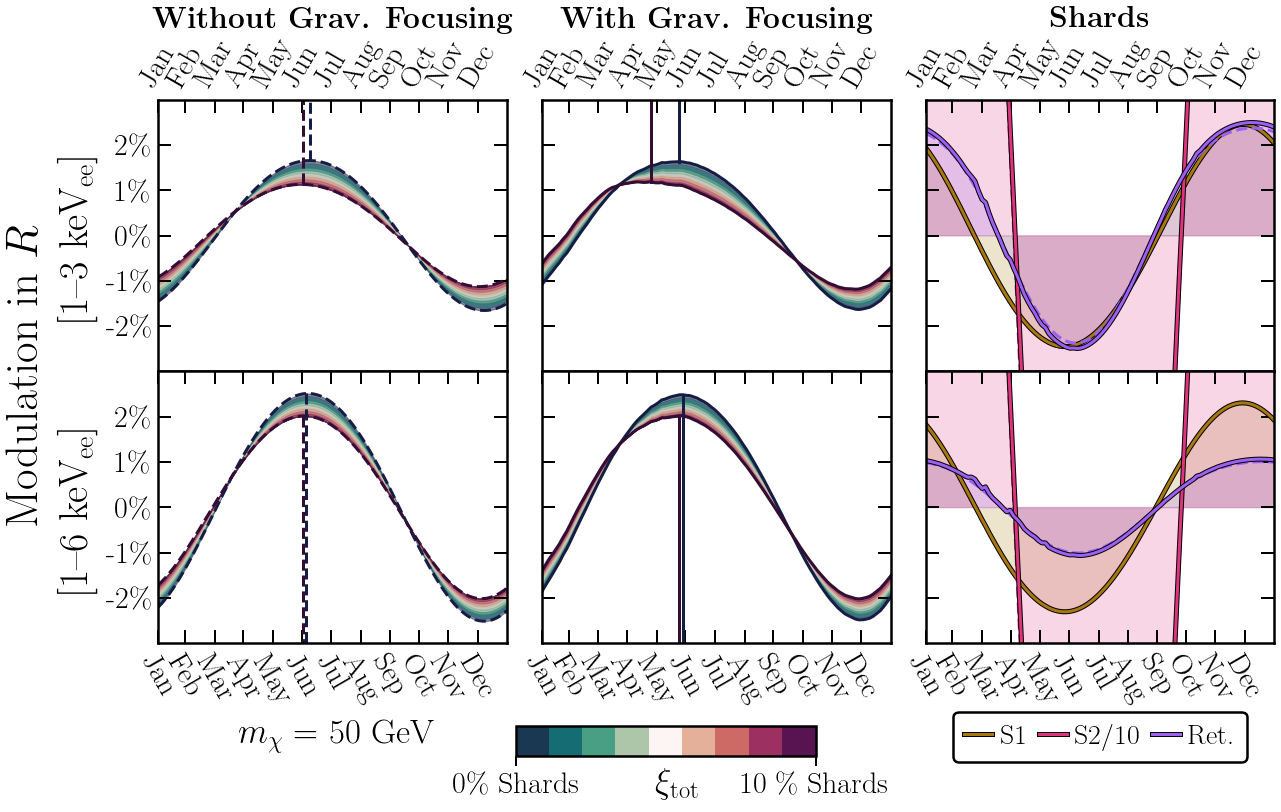 Without Grav. Focusing
With Grav. Focusing
Shards
Jan Feb Mar Apr May Jun Jul Aug Sep Oct Nov Dec
Jan Feb Mar Apr May Jun Jul Aug Sep Oct Nov Dec
Jan Feb Mar Apr May Jun Jul Aug Sep Oct Nov Dec
Modulation in R
[1–3 keVee]
2%
1%
0%
-1%
-2%
[1–6 keVee]
2%
1%
0%
-1%
-2%
Jan Feb Mar Apr May Jun Jul Aug Sep Oct Nov Dec
Jan Feb Mar Apr May Jun Jul Aug Sep Oct Nov Dec
Jan Feb Mar Apr May Jun Jul Aug Sep Oct Nov Dec
mχ = 50 GeV
0% Shards ξtot 10 % Shards
S1 S2/10 Ret.